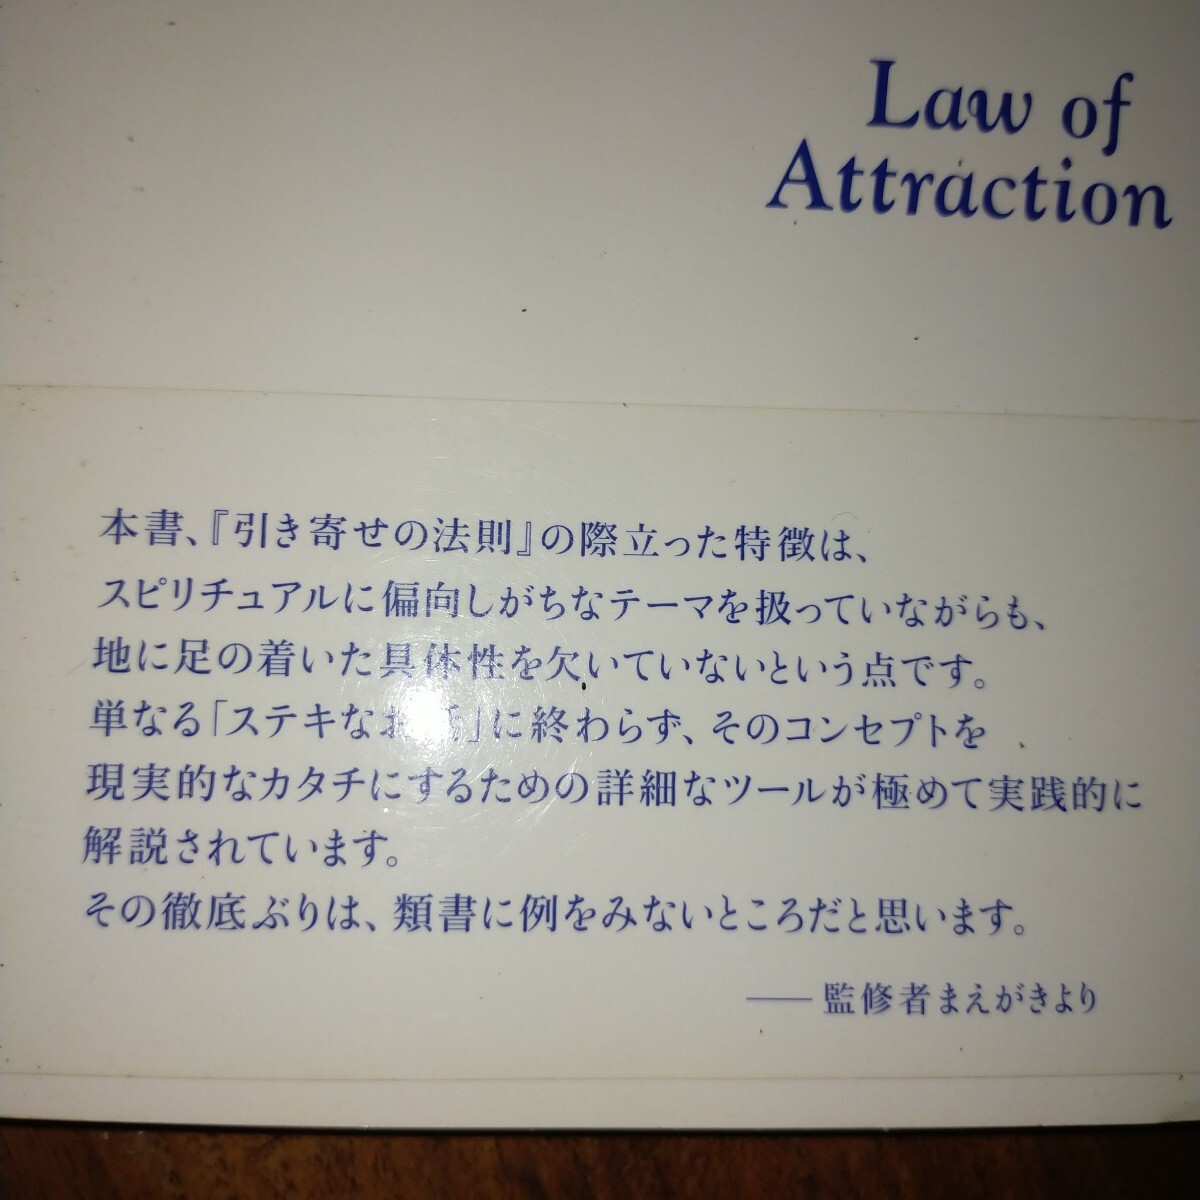 Law of
Attraction
本書、『引き寄せの法則』の際立った特徴は、
スピリチュアルに偏向しがちなテーマを扱っていながらも、
地に足の着いた具体性を欠いていないという点です。
単なる「ステキなお話」に終わらず、そのコンセプトを
現実的なカタチにするための詳細なツールが極めて実践的に
解説されています。
その徹底ぶりは、類書に例をみないところだと思います。
――監修者まえがきより